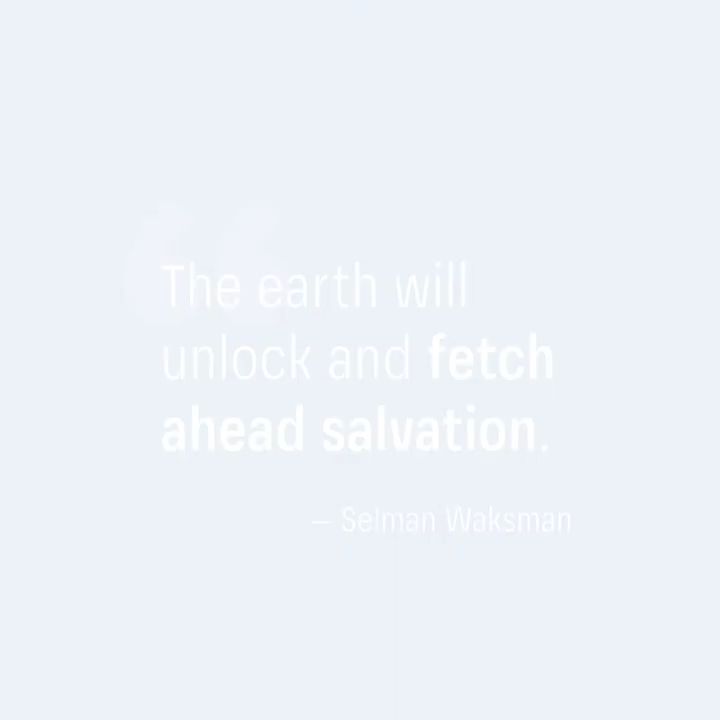 “
The earth will
unlock and fetch
ahead salvation.
– Selman Waksman